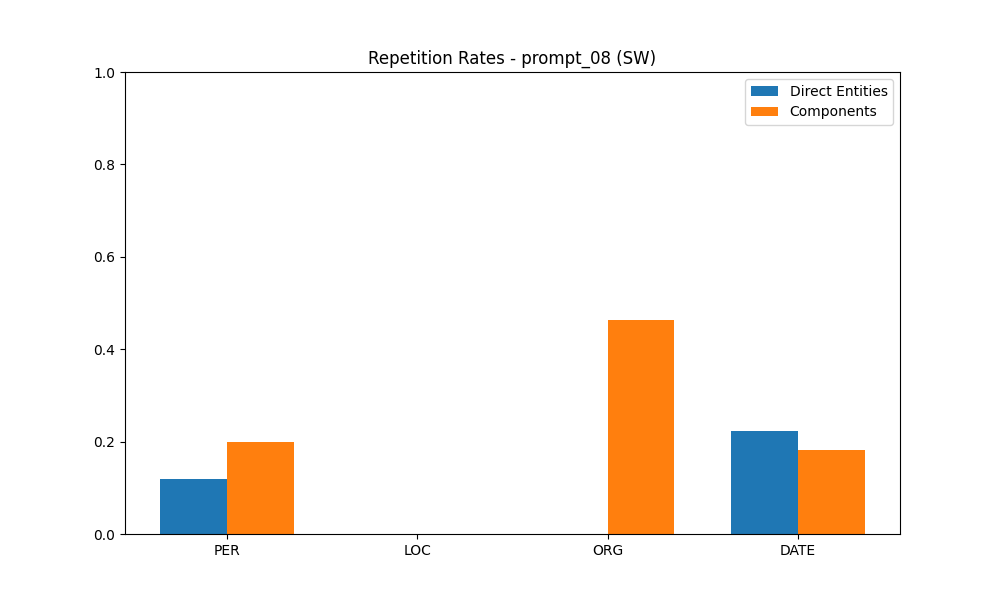 Repetition Rates - prompt_08 (SW)
1.0
0.8
0.6
0.4
0.2
0.0
Direct Entities
Components
PER
LOC
ORG
DATE